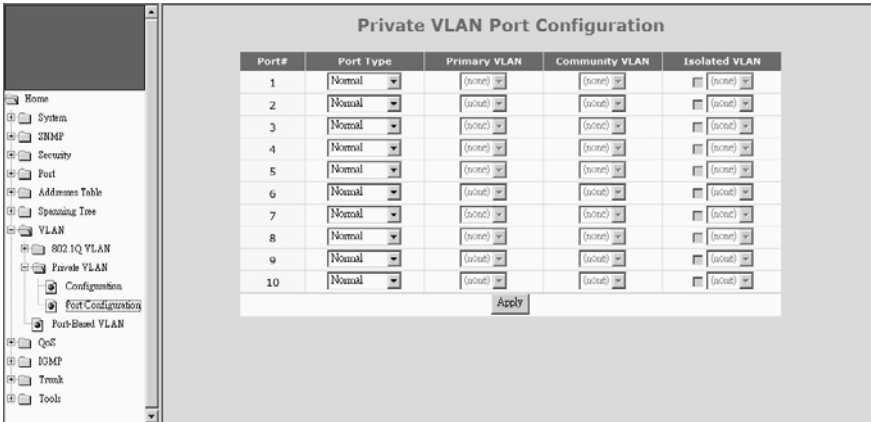 Home
System
SNMP
Security
Port
Addresses Table
Spanning Tree
VLAN
802.1Q VLAN
Private VLAN
Configuration
Port Configuration
Port-Based VLAN
QoS
IGMP
Trunk
Tools
Private VLAN Port Configuration
Port# Port Type Primary VLAN Community VLAN Isolated VLAN
1 Normal (none) (none) (none)
2 Normal (none) (none) (none)
3 Normal (none) (none) (none)
4 Normal (none) (none) (none)
5 Normal (none) (none) (none)
6 Normal (none) (none) (none)
7 Normal (none) (none) (none)
8 Normal (none) (none) (none)
9 Normal (none) (none) (none)
10 Normal (none) (none) (none)
Apply